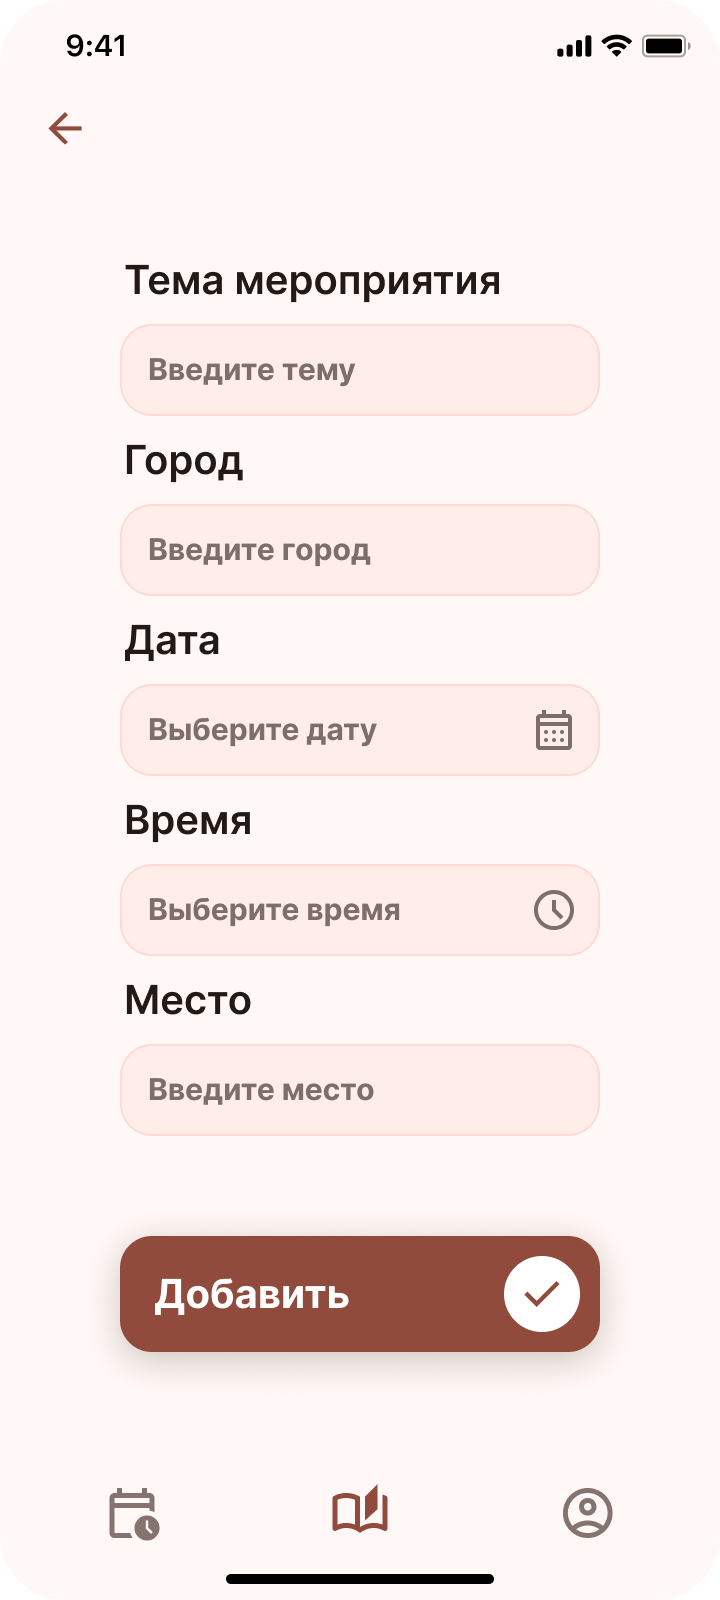 9:41
Тема мероприятия
Введите тему
Город
Введите город
Дата
Выберите дату
Время
Выберите время
Место
Введите место
Добавить